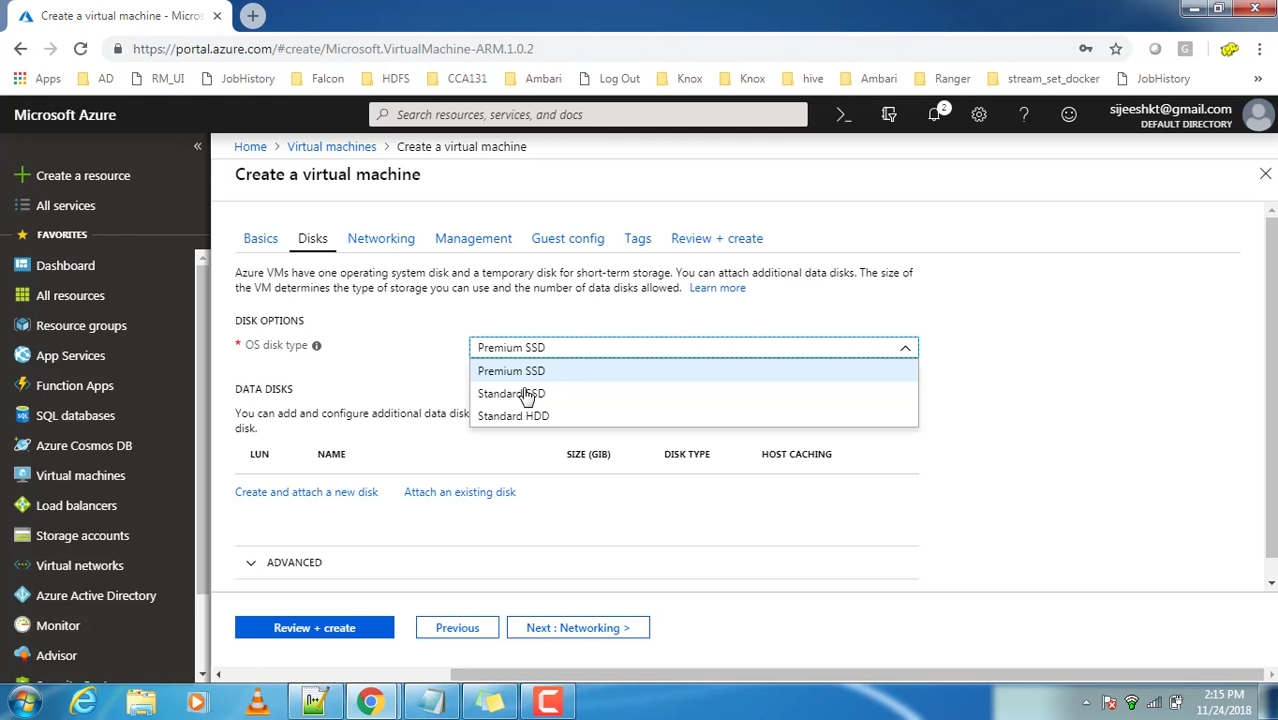 Create a virtual machine - Micros
https://portal.azure.com/#create/Microsoft.VirtualMachine-ARM.1.0.2
Apps AD RM_UI JobHistory Falcon HDFS CCA131 Ambari Log Out Knox Knox hive Ambari Ranger stream_set_docker JobHistory »
Microsoft Azure
Search resources, services, and docs
2
sijeeshkt@gmail.com
DEFAULT DIRECTORY
Create a resource
All services
FAVORITES
Dashboard
All resources
Resource groups
App Services
Function Apps
SQL databases
Azure Cosmos DB
Virtual machines
Load balancers
Storage accounts
Virtual networks
Azure Active Directory
Monitor
Advisor
Home > Virtual machines > Create a virtual machine
Create a virtual machine
Basics Disks Networking Management Guest config Tags Review + create
Azure VMs have one operating system disk and a temporary disk for short-term storage. You can attach additional data disks. The size of
the VM determines the type of storage you can use and the number of data disks allowed. Learn more
DISK OPTIONS
* OS disk type
Premium SSD
Premium SSD
Standard SSD
Standard HDD
DATA DISKS
You can add and configure additional data disk
disk.
LUN NAME SIZE (GIB) DISK TYPE HOST CACHING
Create and attach a new disk Attach an existing disk
ADVANCED
Review + create Previous Next : Networking >
2:15 PM
11/24/2018